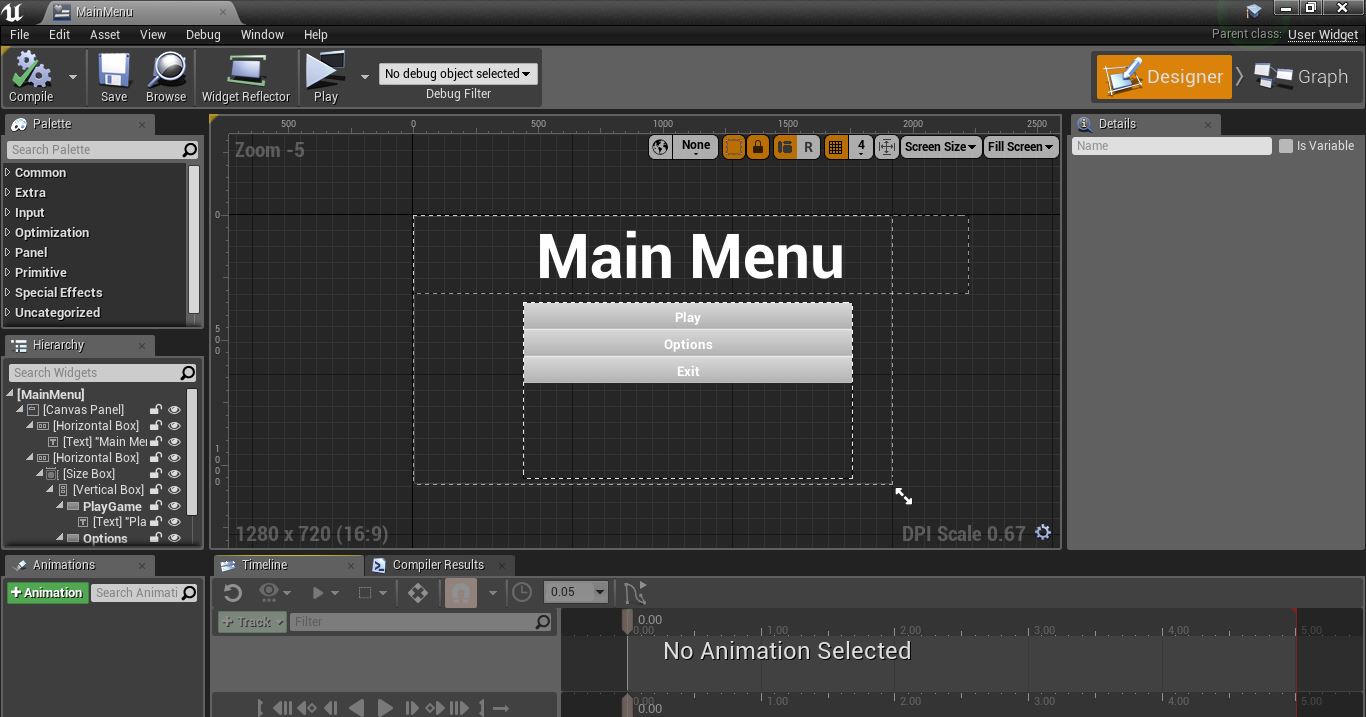 MainMenu
File Edit Asset View Debug Window Help
Parent class: User Widget
Compile Save Browse Widget Reflector Play
No debug object selected
Debug Filter
Designer Graph
Palette
Search Palette
Common
Extra
Input
Optimization
Panel
Primitive
Special Effects
Uncategorized
Hierarchy
Search Widgets
[MainMenu]
[Canvas Panel]
[Horizontal Box]
[Text] "Main Me
[Horizontal Box]
[Size Box]
[Vertical Box]
PlayGame
[Text] "Pla
Options
500 0 500 1000 1500 2000 2500
0
500
1000
Zoom -5
None R 4 Screen Size Fill Screen
Main Menu
Play
Options
Exit
1280 x 720 (16:9)
DPI Scale 0.67
Details
Name
Is Variable
Animations
+ Animation
Search Animati
Timeline
Compiler Results
0.05
+ Track
Filter
0.00
0.00 1.00 2.00 3.00 4.00 5.00
No Animation Selected
0.00 1.00 2.00 3.00 4.00 5.00
0.00